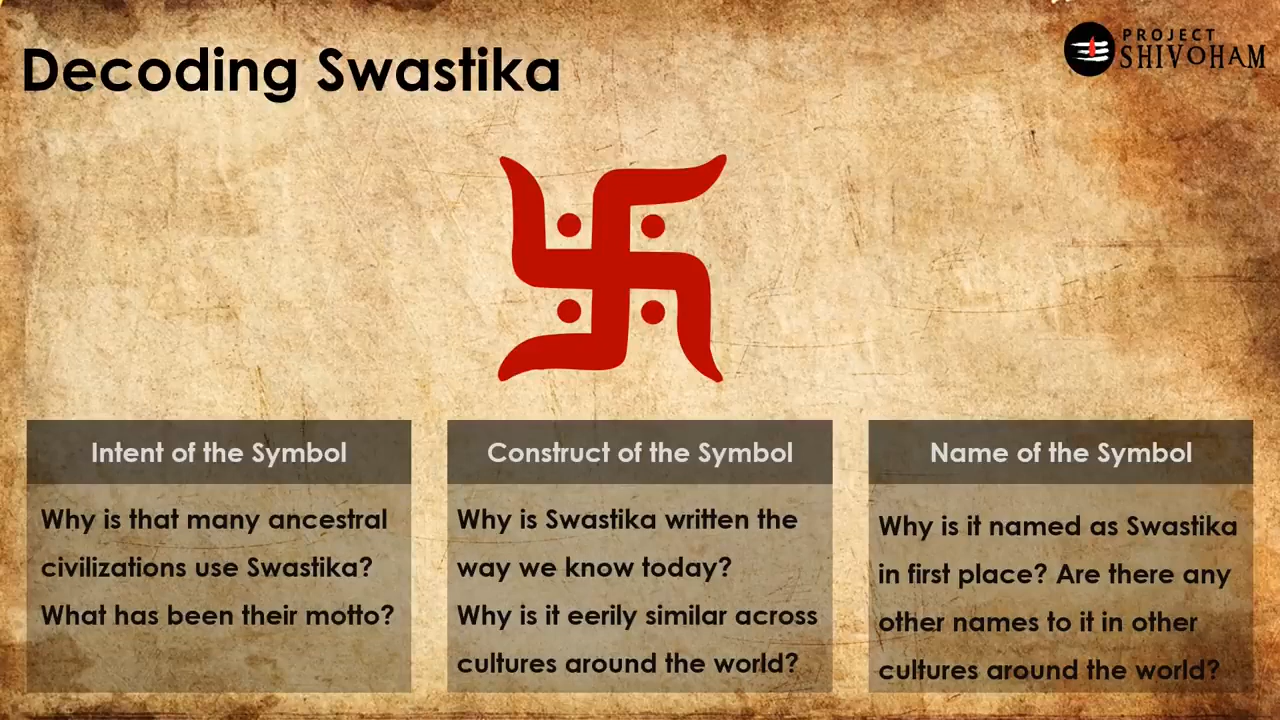 Decoding Swastika
PROJECT
SHIVOHAM
Intent of the Symbol
Why is that many ancestral
civilizations use Swastika?
What has been their motto?
Construct of the Symbol
Why is Swastika written the
way we know today?
Why is it eerily similar across
cultures around the world?
Name of the Symbol
Why is it named as Swastika
in first place? Are there any
other names to it in other
cultures around the world?